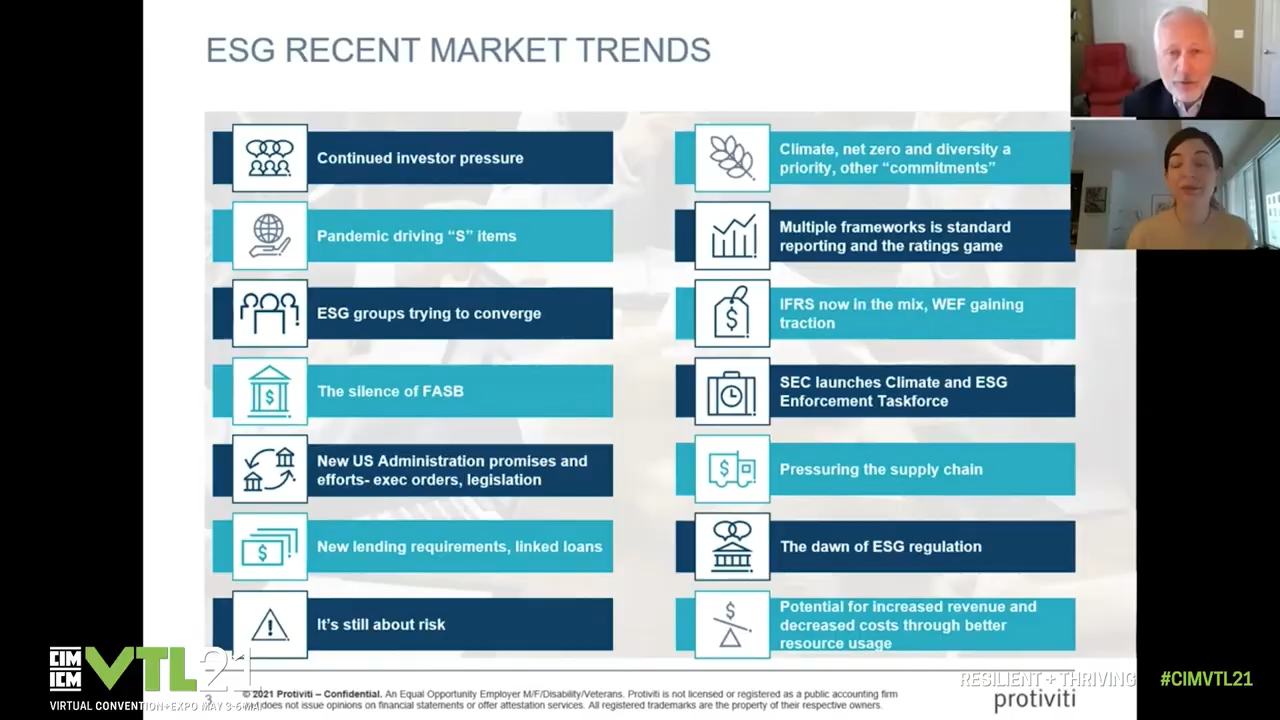 ESG RECENT MARKET TRENDS
Continued investor pressure
Pandemic driving “S” items
ESG groups trying to converge
The silence of FASB
New US Administration promises and
efforts- exec orders, legislation
New lending requirements, linked loans
It’s still about risk
Climate, net zero and diversity a
priority, other “commitments”
Multiple frameworks is standard
reporting and the ratings game
IFRS now in the mix, WEF gaining
traction
SEC launches Climate and ESG
Enforcement Taskforce
Pressuring the supply chain
The dawn of ESG regulation
Potential for increased revenue and
decreased costs through better
resource usage
CIM
ICM
VTL21
VIRTUAL CONVENTION+EXPO MAY 3-6
3
© 2021 Protiviti – Confidential. An Equal Opportunity Employer M/F/Disability/Veterans. Protiviti is not licensed or registered as a public accounting firm
does not issue opinions on financial statements or offer attestation services. All registered trademarks are the property of their respective owners.
RESILIENT + THRIVING
#CIMVTL21
protiviti